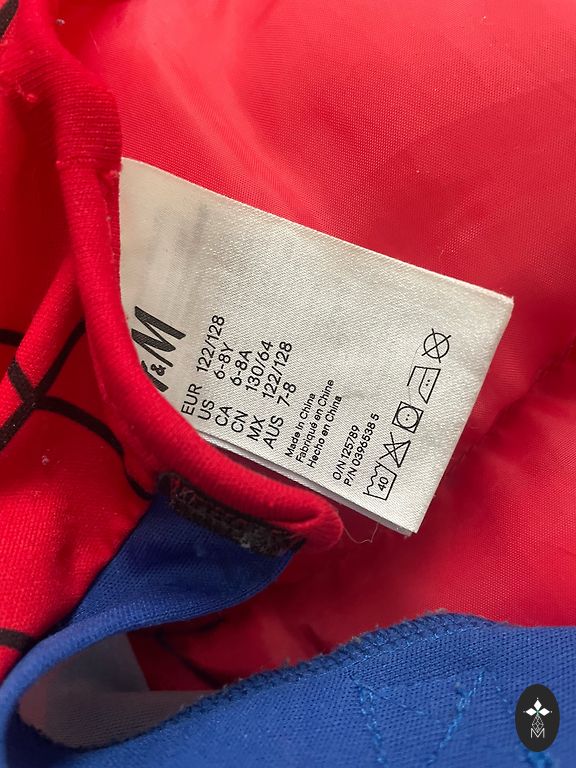 H&M
EUR 122/128
US 6-8Y
CA 6-8A
CN 130/64
MX 122/128
AUS 7-8
Made in China
Fabriqué en Chine
Hecho en China
O/N 125789
P/N 0396538 5
40
M